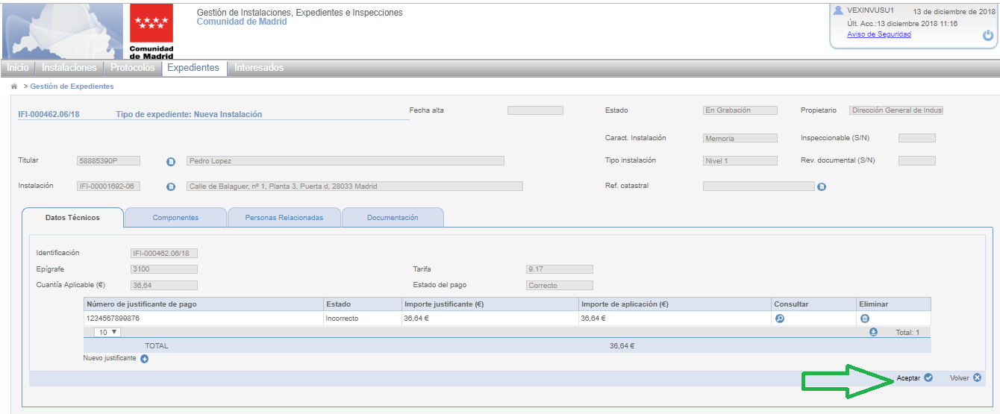 Gestión de Instalaciones, Expedientes e Inspecciones
Comunidad de Madrid
Comunidad
de Madrid
VEXINVUSU1 13 de diciembre de 2018
Últ. Acc.:13 diciembre 2018 11:16
Aviso de Seguridad
Inicio Instalaciones Protocolos Expedientes Interesados
> Gestión de Expedientes
IFI-000462.06/18 Tipo de expediente: Nueva Instalación Fecha alta Estado En Grabación Propietario Dirección General de Indust
Caract. Instalación Memoria Inspeccionable (S/N)
Titular 58885390P Pedro Lopez Tipo instalación Nivel 1 Rev. documental (S/N)
Instalación IFI-00001692-06 Calle de Balaguer, nº 1, Planta 3, Puerta d, 28033 Madrid Ref. catastral
Datos Técnicos Componentes Personas Relacionadas Documentación
Identificación IFI-000462.06/18
Epígrafe 3100 Tarifa 9.17
Cuantía Aplicable (€) 36,64 Estado del pago Correcto
Número de justificante de pago Estado Importe justificante (€) Importe de aplicación (€) Consultar Eliminar
1234567899876 Incorrecto 36,64 € 36,64 €
10 Total: 1
TOTAL 36,64 €
Nuevo justificante
Aceptar Volver